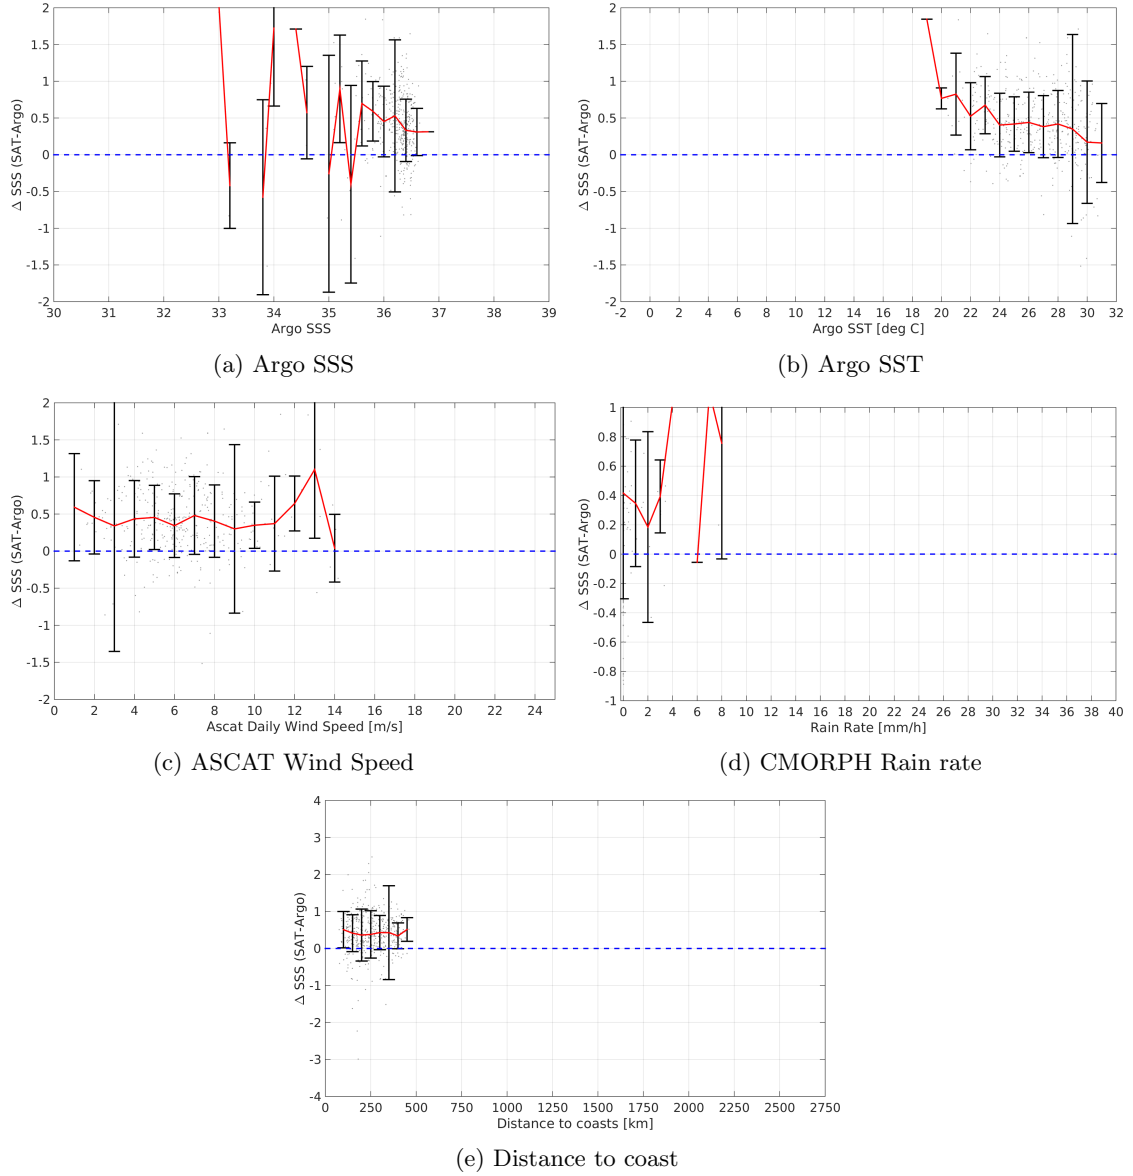 2
1.5
1
0.5
0
-0.5
-1
-1.5
-2
Δ SSS (SAT-Argo)
30 31 32 33 34 35 36 37 38 39
Argo SSS
(a) Argo SSS
2
1.5
1
0.5
0
-0.5
-1
-1.5
-2
Δ SSS (SAT-Argo)
-2 0 2 4 6 8 10 12 14 16 18 20 22 24 26 28 30 32
Argo SST [deg C]
(b) Argo SST
2
1.5
1
0.5
0
-0.5
-1
-1.5
-2
Δ SSS (SAT-Argo)
0 2 4 6 8 10 12 14 16 18 20 22 24
Ascat Daily Wind Speed [m/s]
(c) ASCAT Wind Speed
1
0.8
0.6
0.4
0.2
0
-0.2
-0.4
-0.6
-0.8
-1
Δ SSS (SAT-Argo)
0 2 4 6 8 10 12 14 16 18 20 22 24 26 28 30 32 34 36 38 40
Rain Rate [mm/h]
(d) CMORPH Rain rate
4
3
2
1
0
-1
-2
-3
-4
Δ SSS (SAT-Argo)
0 250 500 750 1000 1250 1500 1750 2000 2250 2500 2750
Distance to coasts [km]
(e) Distance to coast